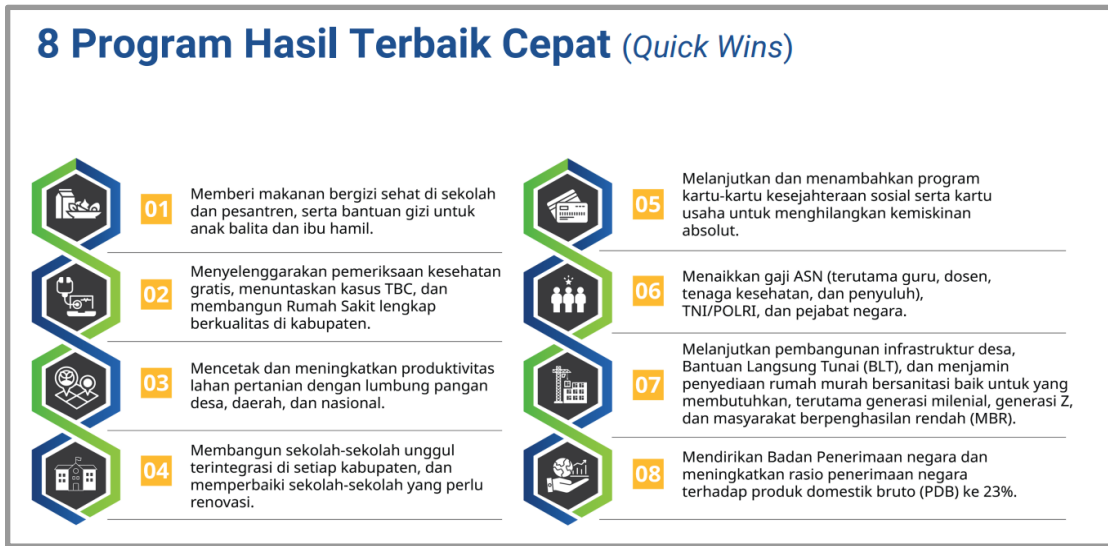 8 Program Hasil Terbaik Cepat (Quick Wins)
01
Memberi makanan bergizi sehat di sekolah
dan pesantren, serta bantuan gizi untuk
anak balita dan ibu hamil.
02
Menyelenggarakan pemeriksaan kesehatan
gratis, menuntaskan kasus TBC, dan
membangun Rumah Sakit lengkap
berkualitas di kabupaten.
03
Mencetak dan meningkatkan produktivitas
lahan pertanian dengan lumbung pangan
desa, daerah, dan nasional.
04
Membangun sekolah-sekolah unggul
terintegrasi di setiap kabupaten, dan
memperbaiki sekolah-sekolah yang perlu
renovasi.
05
Melanjutkan dan menambahkan program
kartu-kartu kesejahteraan sosial serta kartu
usaha untuk menghilangkan kemiskinan
absolut.
06
Menaikkan gaji ASN (terutama guru, dosen,
tenaga kesehatan, dan penyuluh),
TNI/POLRI, dan pejabat negara.
07
Melanjutkan pembangunan infrastruktur desa,
Bantuan Langsung Tunai (BLT), dan menjamin
penyediaan rumah murah bersanitasi baik untuk yang
membutuhkan, terutama generasi milenial, generasi Z,
dan masyarakat berpenghasilan rendah (MBR).
08
Mendirikan Badan Penerimaan negara dan
meningkatkan rasio penerimaan negara
terhadap produk domestik bruto (PDB) ke 23%.